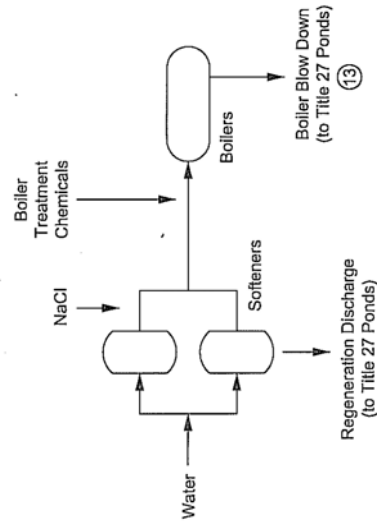 Water
NaCl
Softeners
Regeneration Discharge
(to Title 27 Ponds)
Boiler
Treatment
Chemicals
Boilers
Boiler Blow Down
(to Title 27 Ponds)
13